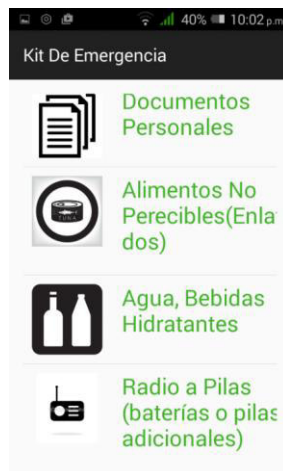 40% 10:02 p.m
Kit De Emergencia
Documentos
Personales
Alimentos No
Perecibles(Enla
dos)
TUNA
Agua, Bebidas
Hidratantes
Radio a Pilas
(baterías o pilas
adicionales)